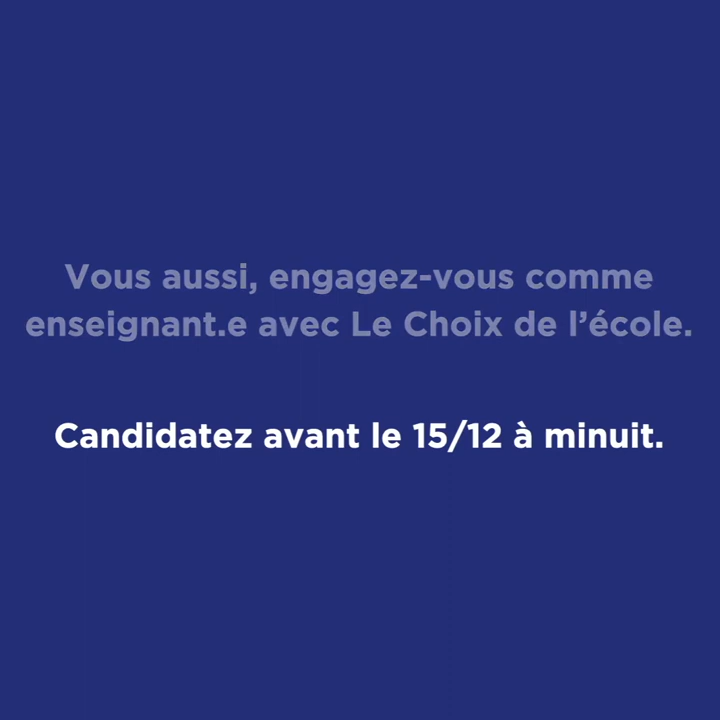 Vous aussi, engagez-vous comme
enseignant.e avec Le Choix de l’école.
Candidatez avant le 15/12 à minuit.